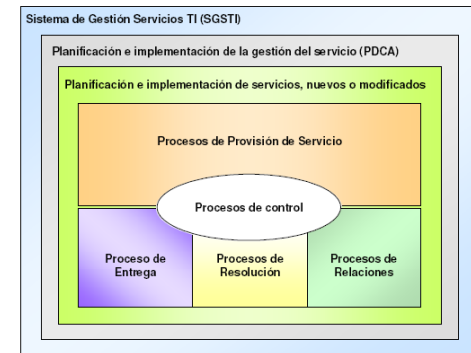 Sistema de Gestión Servicios TI (SGSTI)
Planificación e implementación de la gestión del servicio (PDCA)
Planificación e implementación de servicios, nuevos o modificados
Procesos de Provisión de Servicio
Procesos de control
Proceso de
Entrega
Procesos de
Resolución
Procesos de
Relaciones